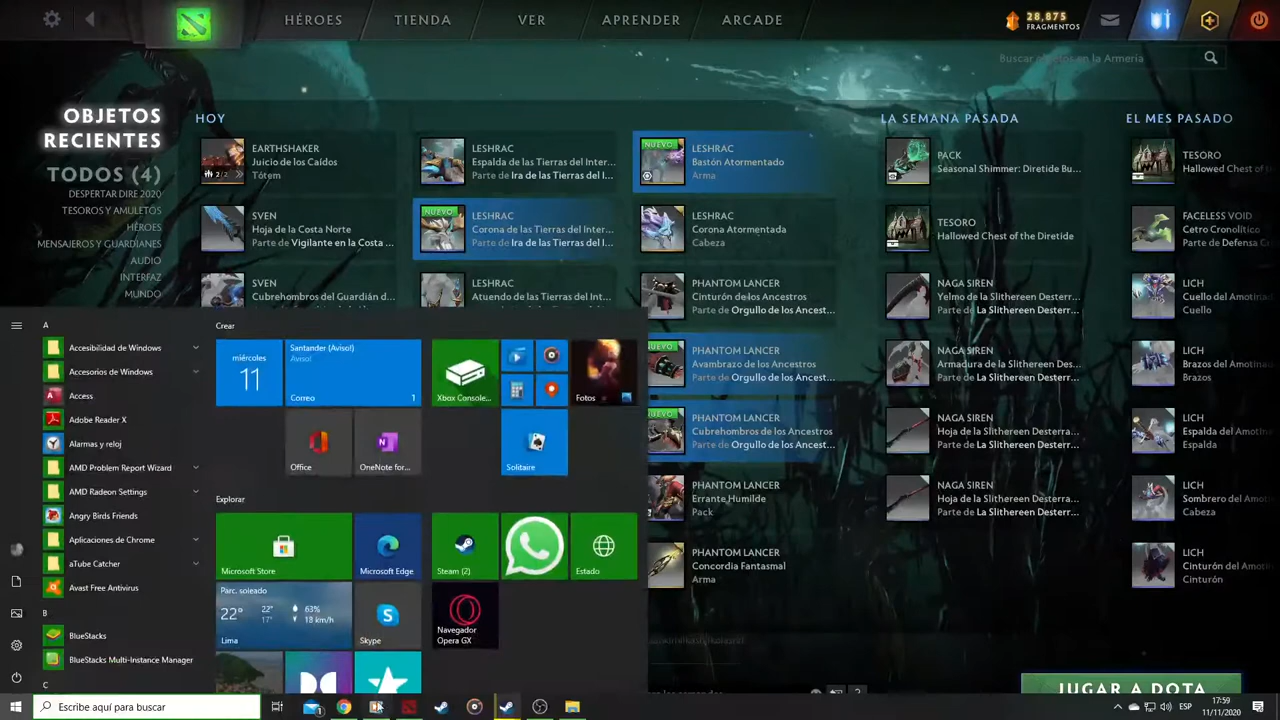 HÉROES
TIENDA
VER
APRENDER
ARCADE
28,875
FRAGMENTOS
Buscar objetos en la Armería
OBJETOS
RECIENTES
TODOS (4)
DESPERTAR DIRE 2020
TESOROS Y AMULETOS
HÉROES
MENSAJEROS Y GUARDIANES
AUDIO
INTERFAZ
MUNDO
HOY
EARTHSHAKER
Juicio de los Caídos
Tótem
2/2
SVEN
Hoja de la Costa Norte
Parte de Vigilante en la Costa ...
SVEN
Cubrehombros del Guardián d...
LESHRAC
Espalda de las Tierras del Inter...
Parte de Ira de las Tierras del I...
NUEVO
LESHRAC
Corona de las Tierras del Inter...
Parte de Ira de las Tierras del I...
LESHRAC
Atuendo de las Tierras del Int...
NUEVO
LESHRAC
Bastón Atormentado
Arma
LESHRAC
Corona Atormentada
Cabeza
PHANTOM LANCER
Cinturón de los Ancestros
Parte de Orgullo de los Ancest...
NUEVO
PHANTOM LANCER
Avambrazo de los Ancestros
Parte de Orgullo de los Ancest...
NUEVO
PHANTOM LANCER
Cubrehombros de los Ancestros
Parte de Orgullo de los Ancest...
PHANTOM LANCER
Errante Humilde
Pack
PHANTOM LANCER
Concordia Fantasmal
Arma
LA SEMANA PASADA
PACK
Seasonal Shimmer: Diretide Bu...
TESORO
Hallowed Chest of the Diretide
NAGA SIREN
Yelmo de la Slithereen Desterr...
Parte de La Slithereen Desterr...
NAGA SIREN
Armadura de la Slithereen Dest...
Parte de La Slithereen Desterr...
NAGA SIREN
Hoja de la Slithereen Desterra...
Parte de La Slithereen Desterr...
NAGA SIREN
Hoja de la Slithereen Desterra...
Parte de La Slithereen Desterr...
EL MES PASADO
TESORO
Hallowed Chest
FACELESS VOID
Cetro Cronolítico
Parte de Defensa C
LICH
Cuello del Amotina
Cuello
LICH
Brazos del Amotin
Brazos
LICH
Espalda del Amotin
Espalda
LICH
Sombrero del Amot
Cabeza
LICH
Cinturón del Amotin
Cinturón
JUGAR A DOTA
A
Accesibilidad de Windows
Accesorios de Windows
Access
Adobe Reader X
Alarmas y reloj
AMD Problem Report Wizard
AMD Radeon Settings
Angry Birds Friends
Aplicaciones de Chrome
aTube Catcher
Avast Free Antivirus
B
BlueStacks
BlueStacks Multi-Instance Manager
C
Crear
miércoles
11
Santander (Aviso!)
Aviso!
Correo
1
Xbox Console...
Fotos
Office
OneNote for...
Solitaire
Explorar
Microsoft Store
Microsoft Edge
Steam (2)
Estado
Parc. soleado
22°
22°
17°
63%
18 km/h
Lima
Skype
Navegador
Opera GX
Escribe aquí para buscar
1
ESP
17:59
11/11/2020